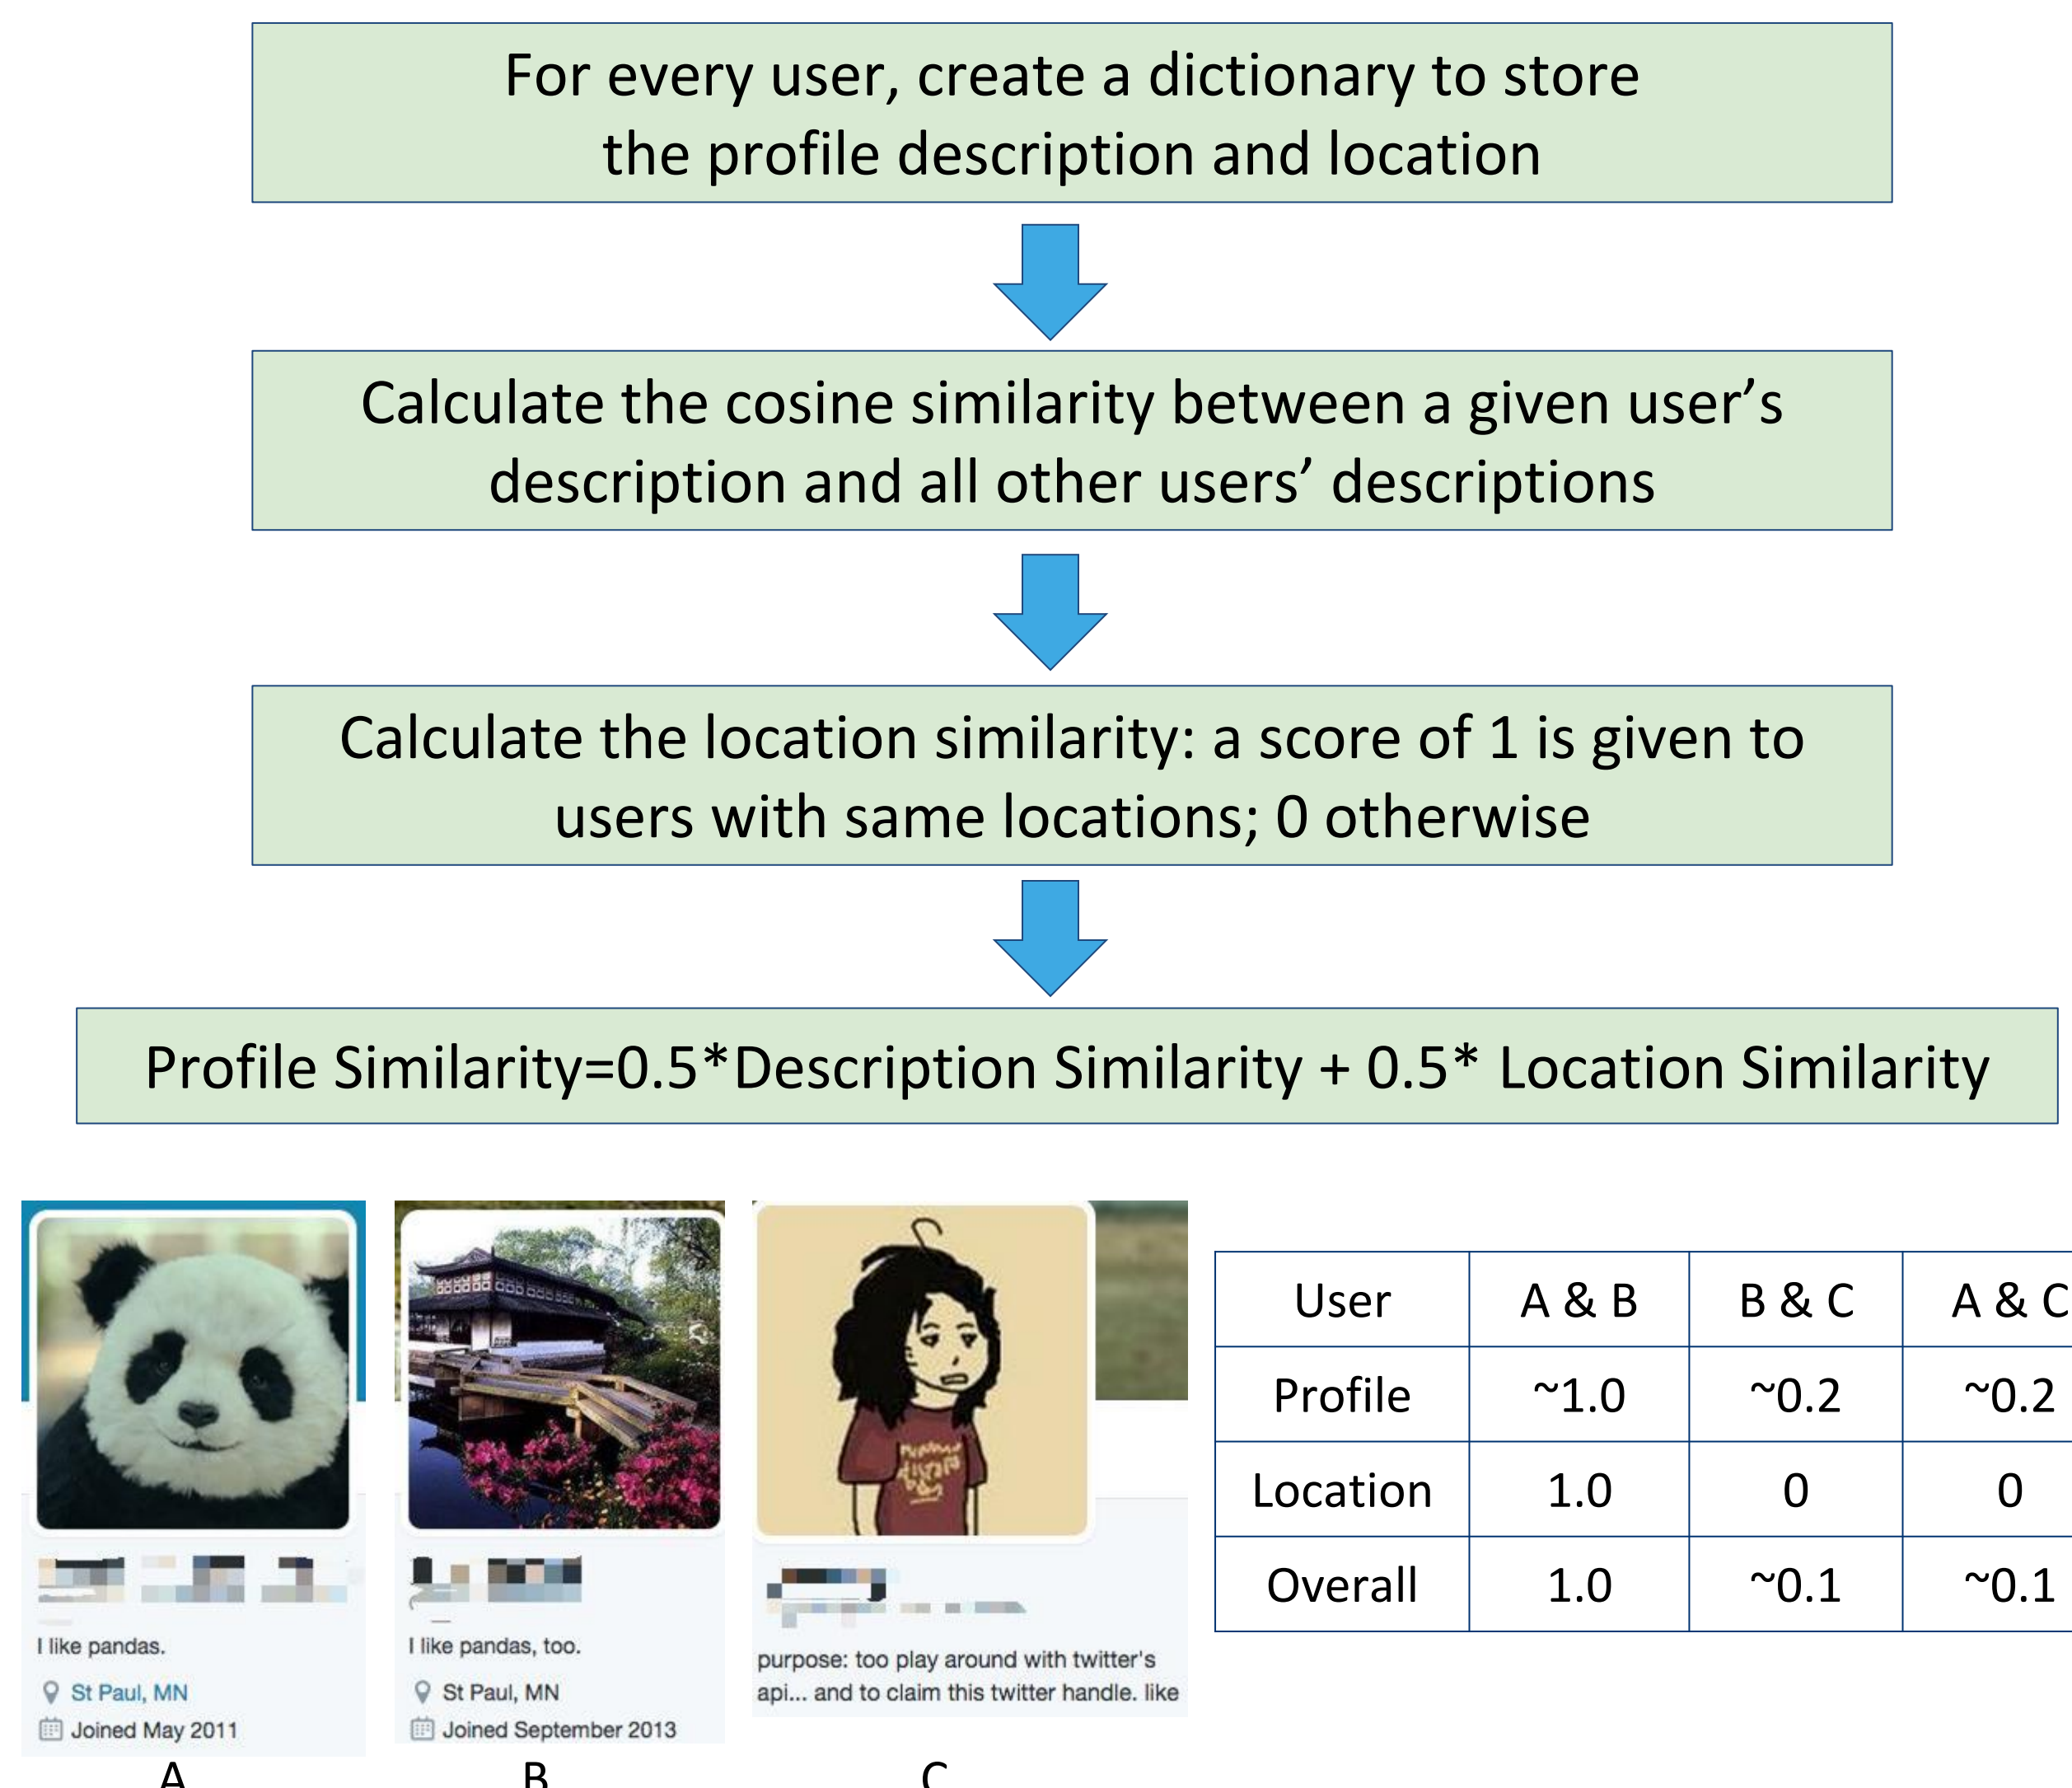 For every user, create a dictionary to store
the profile description and location
Calculate the cosine similarity between a given user’s
description and all other users’ descriptions
Calculate the location similarity: a score of 1 is given to
users with same locations; 0 otherwise
Profile Similarity=0.5*Description Similarity + 0.5* Location Similarity
I like pandas.
St Paul, MN
Joined May 2011
A
I like pandas, too.
St Paul, MN
Joined September 2013
B
purpose: too play around with twitter's
api... and to claim this twitter handle. like
C
User A & B B & C A & C
Profile ~1.0 ~0.2 ~0.2
Location 1.0 0 0
Overall 1.0 ~0.1 ~0.1